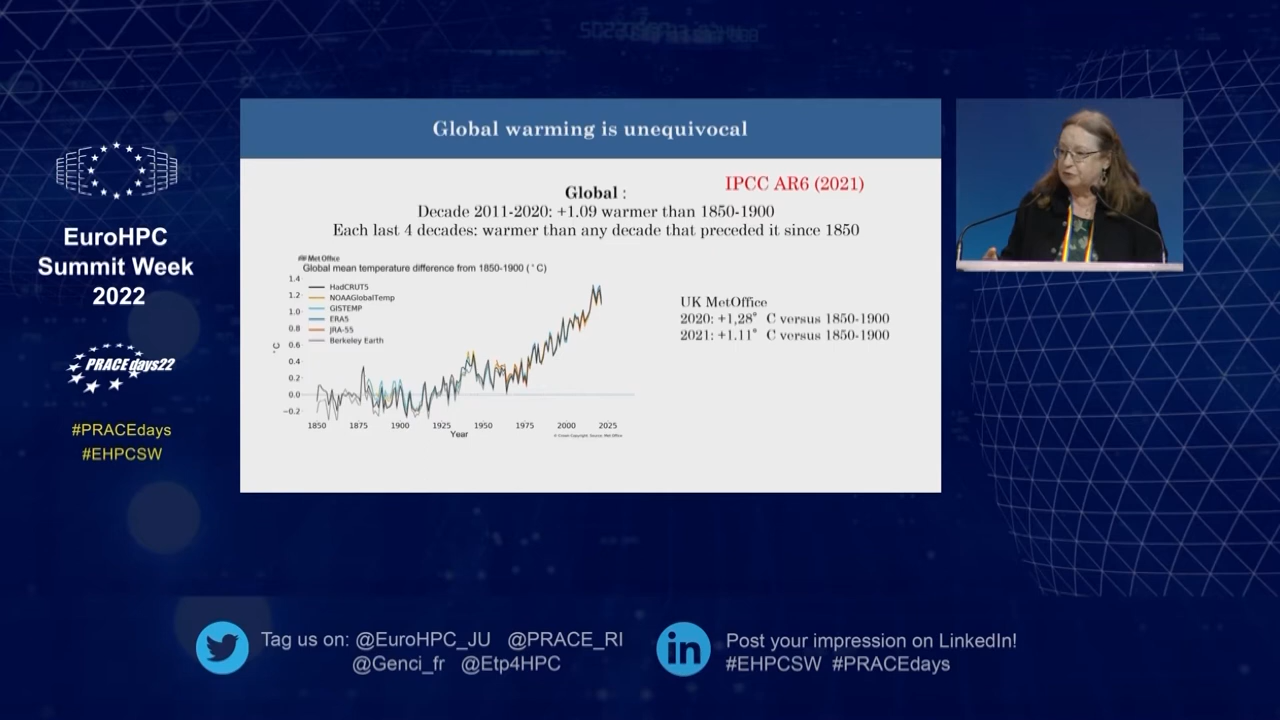 EuroHPC
Summit Week
2022
PRACEdays22
#PRACEdays
#EHPCSW
Global warming is unequivocal
IPCC AR6 (2021)
Global :
Decade 2011-2020: +1.09 warmer than 1850-1900
Each last 4 decades: warmer than any decade that preceded it since 1850
Met Office
Global mean temperature difference from 1850-1900 (°C)
HadCRUT5
NOAAGlobalTemp
GISTEMP
ERA5
JRA-55
Berkeley Earth
°C
1.4
1.2
1.0
0.8
0.6
0.4
0.2
0.0
−0.2
1850 1875 1900 1925 1950 1975 2000 2025
Year
© Crown Copyright. Source: Met Office
UK MetOffice
2020: +1,28° C versus 1850-1900
2021: +1.11° C versus 1850-1900
Tag us on: @EuroHPC_JU @PRACE_RI
@Genci_fr @Etp4HPC
in
Post your impression on LinkedIn!
#EHPCSW #PRACEdays